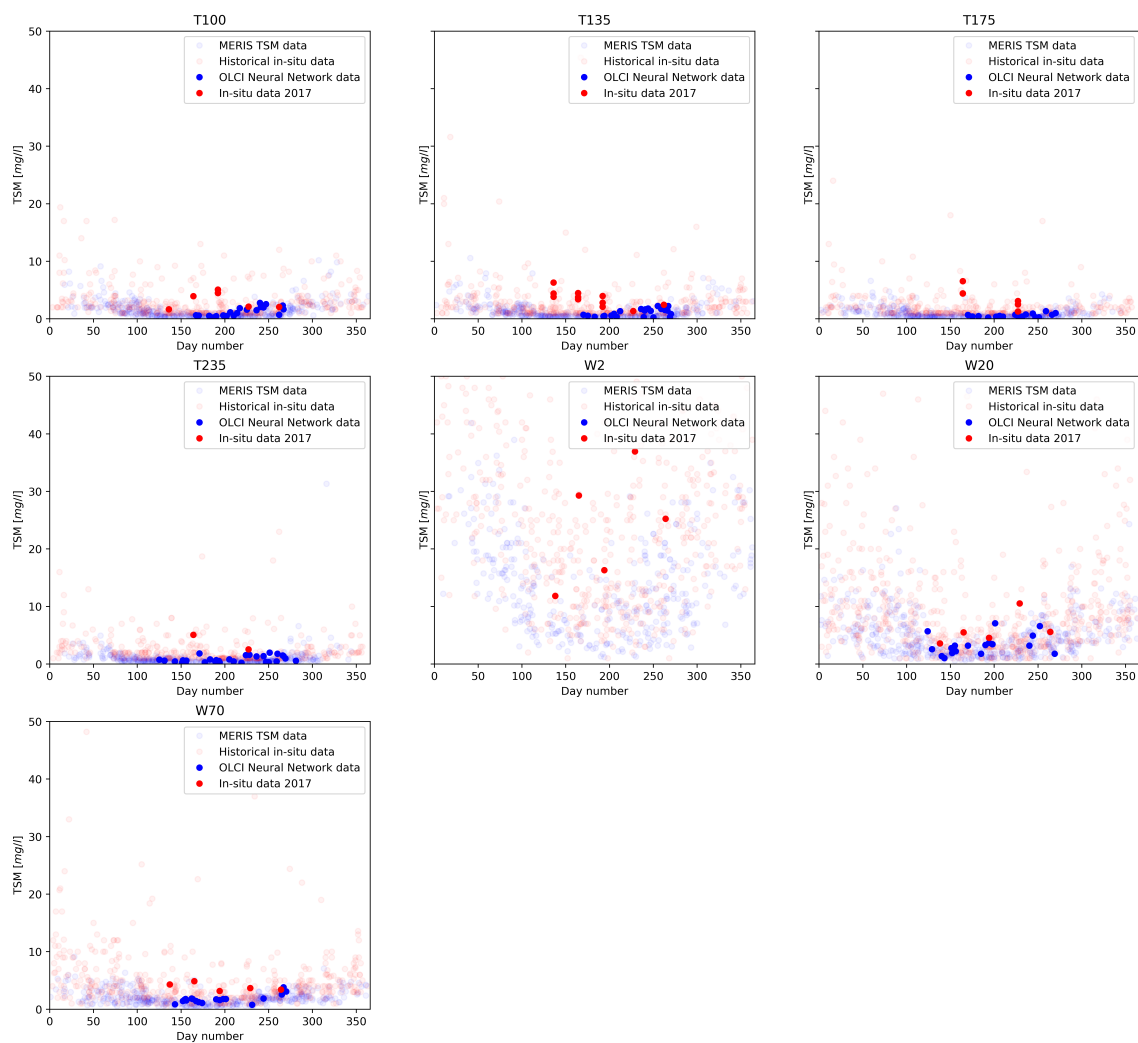 T100
T135
T175
50
40
30
20
10
0
TSM [mg/l]
MERIS TSM data
Historical in-situ data
OLCI Neural Network data
In-situ data 2017
0 50 100 150 200 250 300 350
Day number
TSM [mg/l]
MERIS TSM data
Historical in-situ data
OLCI Neural Network data
In-situ data 2017
0 50 100 150 200 250 300 350
Day number
TSM [mg/l]
MERIS TSM data
Historical in-situ data
OLCI Neural Network data
In-situ data 2017
0 50 100 150 200 250 300 350
Day number
T235
W2
W20
50
40
30
20
10
0
TSM [mg/l]
MERIS TSM data
Historical in-situ data
OLCI Neural Network data
In-situ data 2017
0 50 100 150 200 250 300 350
Day number
TSM [mg/l]
MERIS TSM data
Historical in-situ data
OLCI Neural Network data
In-situ data 2017
0 50 100 150 200 250 300 350
Day number
TSM [mg/l]
MERIS TSM data
Historical in-situ data
OLCI Neural Network data
In-situ data 2017
0 50 100 150 200 250 300 350
Day number
W70
50
40
30
20
10
0
TSM [mg/l]
MERIS TSM data
Historical in-situ data
OLCI Neural Network data
In-situ data 2017
0 50 100 150 200 250 300 350
Day number